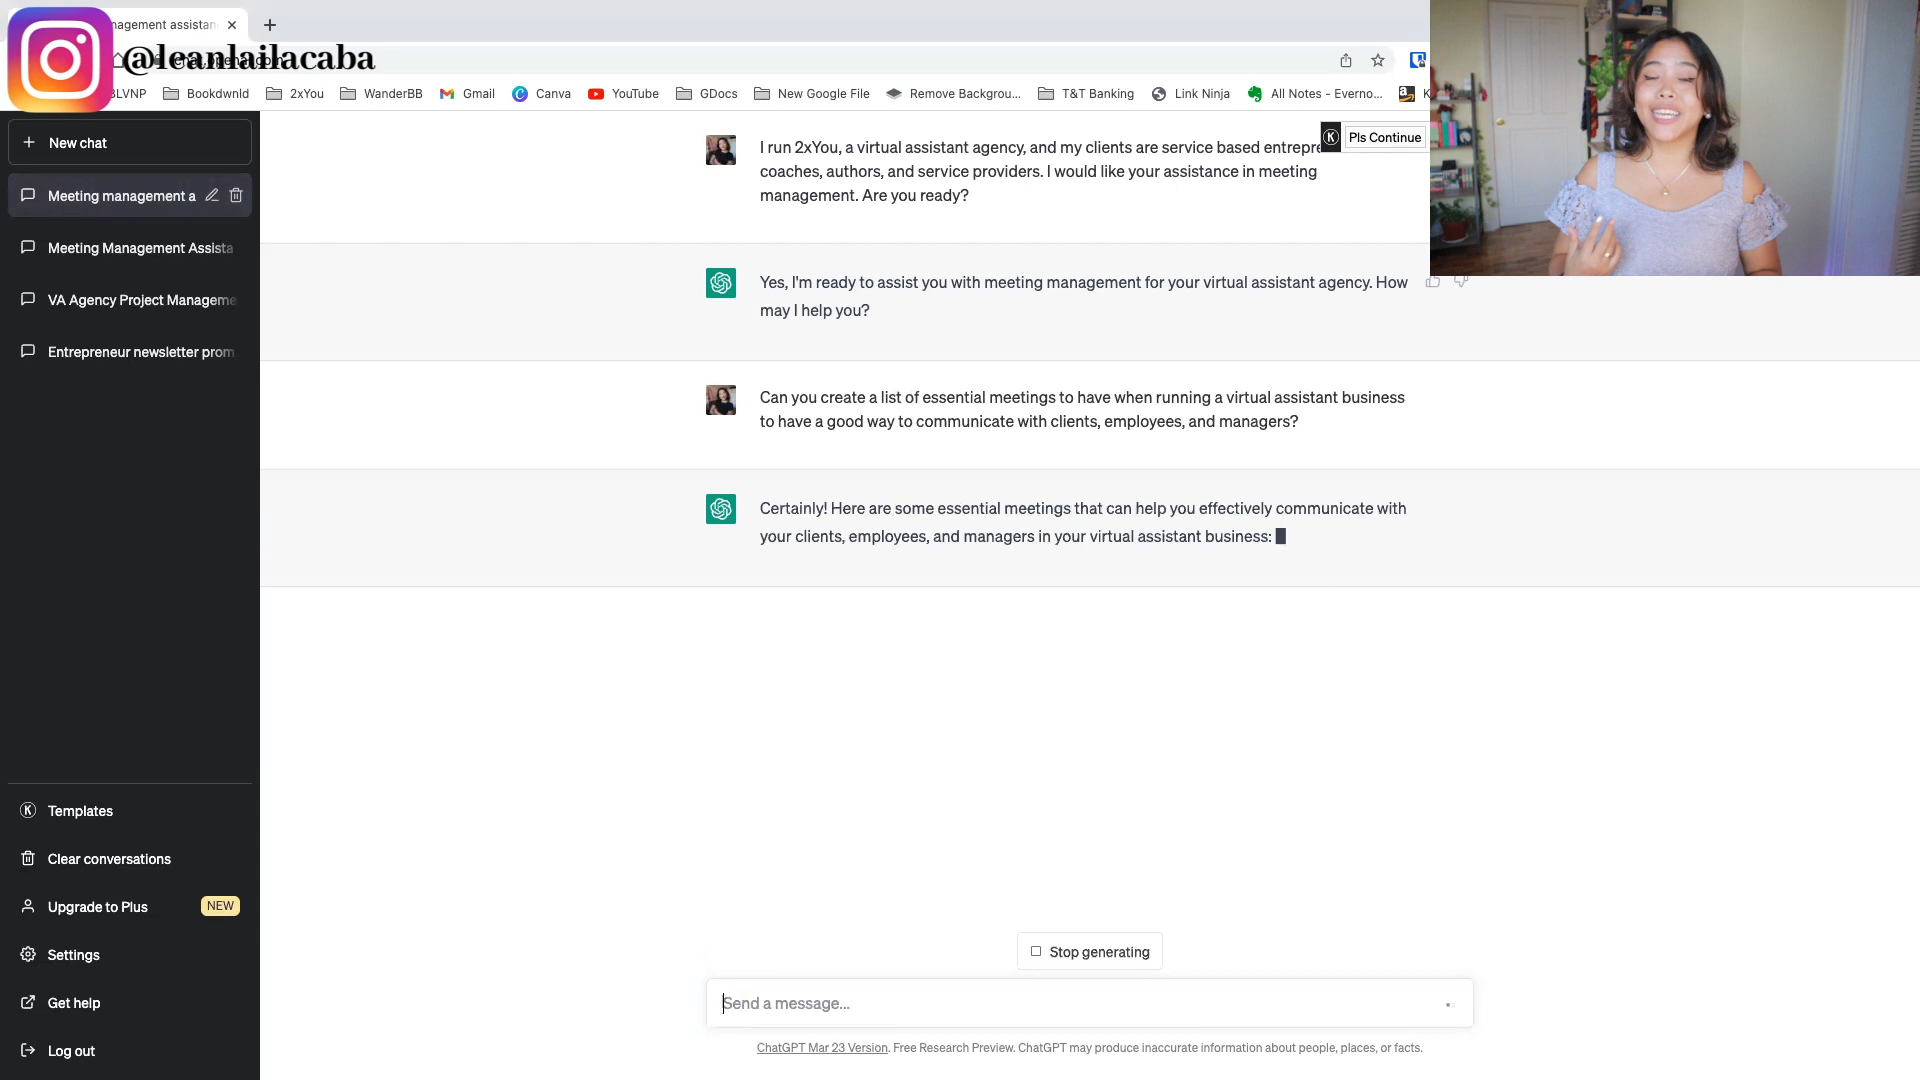 nagement assistan
@leanlailacaba
BLVNP
Bookdwnld
2xYou
WanderBB
Gmail
Canva
YouTube
GDocs
New Google File
Remove Backgrou...
T&T Banking
Link Ninja
All Notes - Everno...
K
New chat
Meeting management a
Meeting Management Assista
VA Agency Project Manageme
Entrepreneur newsletter prom
Templates
Clear conversations
Upgrade to Plus
NEW
Settings
Get help
Log out
Pls Continue
I run 2xYou, a virtual assistant agency, and my clients are service based entrepre
coaches, authors, and service providers. I would like your assistance in meeting
management. Are you ready?
Yes, I'm ready to assist you with meeting management for your virtual assistant agency. How
may I help you?
Can you create a list of essential meetings to have when running a virtual assistant business
to have a good way to communicate with clients, employees, and managers?
Certainly! Here are some essential meetings that can help you effectively communicate with
your clients, employees, and managers in your virtual assistant business:
Stop generating
Send a message...
ChatGPT Mar 23 Version. Free Research Preview. ChatGPT may produce inaccurate information about people, places, or facts.